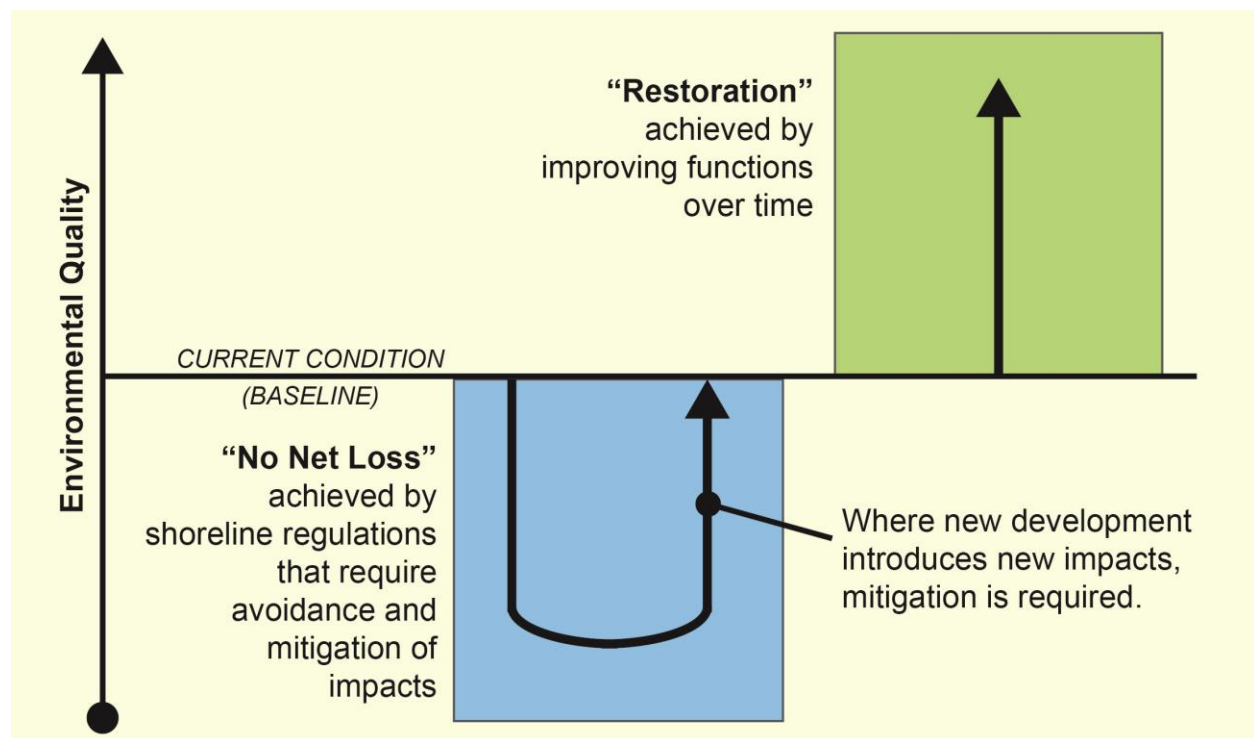 Environmental Quality
“Restoration”
achieved by
improving functions
over time
CURRENT CONDITION
(BASELINE)
“No Net Loss”
achieved by
shoreline regulations
that require
avoidance and
mitigation of
impacts
Where new development
introduces new impacts,
mitigation is required.